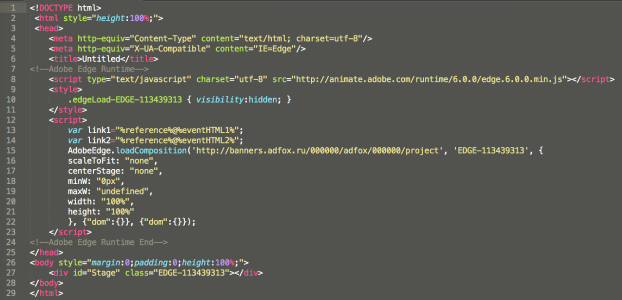 1 <!DOCTYPE html>
2 <html style="height:100%;">
3 <head>
4 <meta http-equiv="Content-Type" content="text/html; charset=utf-8"/>
5 <meta http-equiv="X-UA-Compatible" content="IE=Edge"/>
6 <title>Untitled</title>
7 <!--Adobe Edge Runtime-->
8 <script type="text/javascript" charset="utf-8" src="http://animate.adobe.com/runtime/6.0.0/edge.6.0.0.min.js"></script>
9 <style>
10 .edgeLoad-EDGE-113439313 { visibility:hidden; }
11 </style>
12 <script>
13 var link1="%reference%@%eventHTML1%";
14 var link2="%reference%@%eventHTML2%";
15 AdobeEdge.loadComposition('http://banners.adfox.ru/000000/adfox/000000/project', 'EDGE-113439313', {
16 scaleToFit: "none",
17 centerStage: "none",
18 minW: "0px",
19 maxW: "undefined",
20 width: "100%",
21 height: "100%"
22 }, {"dom":{}}, {"dom":{}});
23 </script>
24 <!--Adobe Edge Runtime End-->
25 </head>
26 <body style="margin:0;padding:0;height:100%;">
27 <div id="Stage" class="EDGE-113439313"></div>
28 </body>
29 </html>